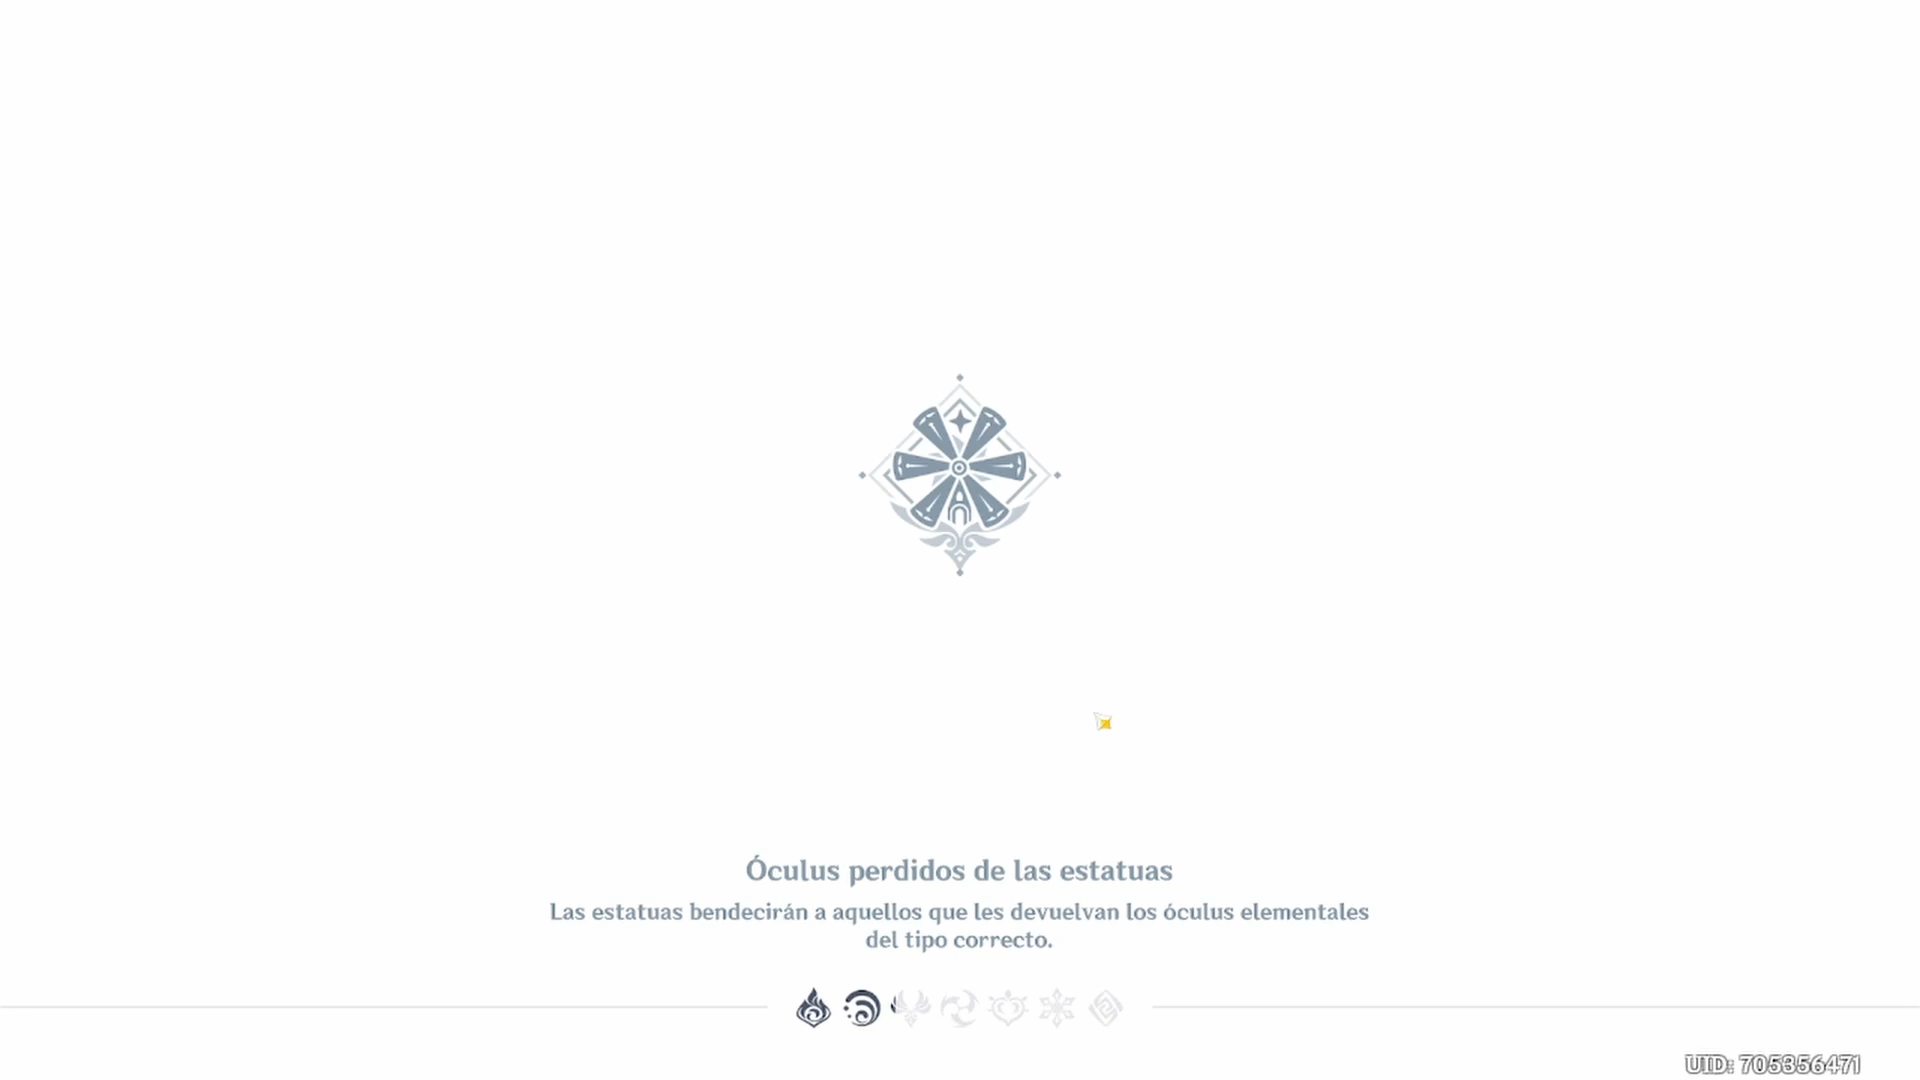 Óculus perdidos de las estatuas
Las estatuas bendecirán a aquellos que les devuelvan los óculus elementales
del tipo correcto.
UID: 705356471